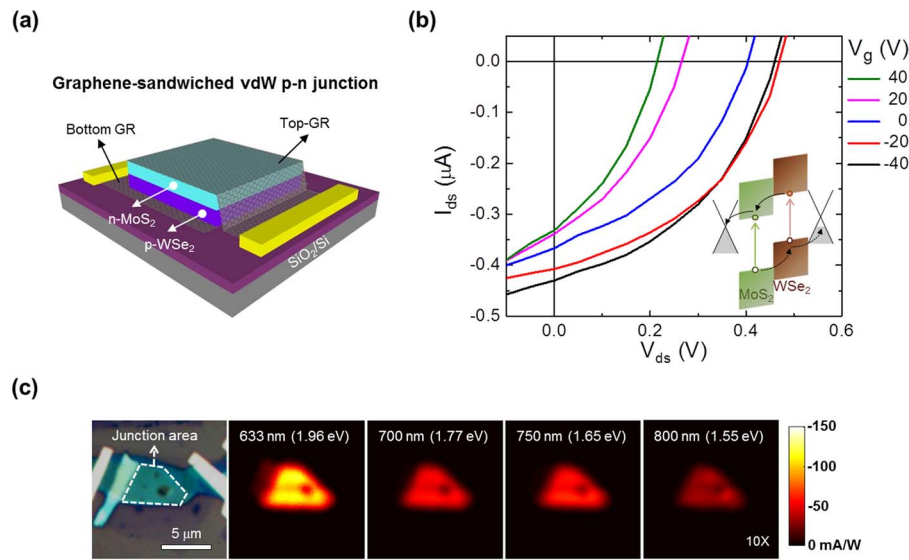 (a)
Graphene-sandwiched vdW p-n junction
Bottom GR
Top-GR
n-MoS₂
p-WSe₂
SiO₂/Si
(b)
0.0
-0.1
-0.2
-0.3
-0.4
-0.5
I_ds (μA)
0.0 0.2 0.4 0.6
V_ds (V)
V_g (V)
40
20
0
-20
-40
MoS₂
WSe₂
(c)
Junction area
5 μm
633 nm (1.96 eV)
700 nm (1.77 eV)
750 nm (1.65 eV)
800 nm (1.55 eV)
10X
-150
-100
-50
0 mA/W